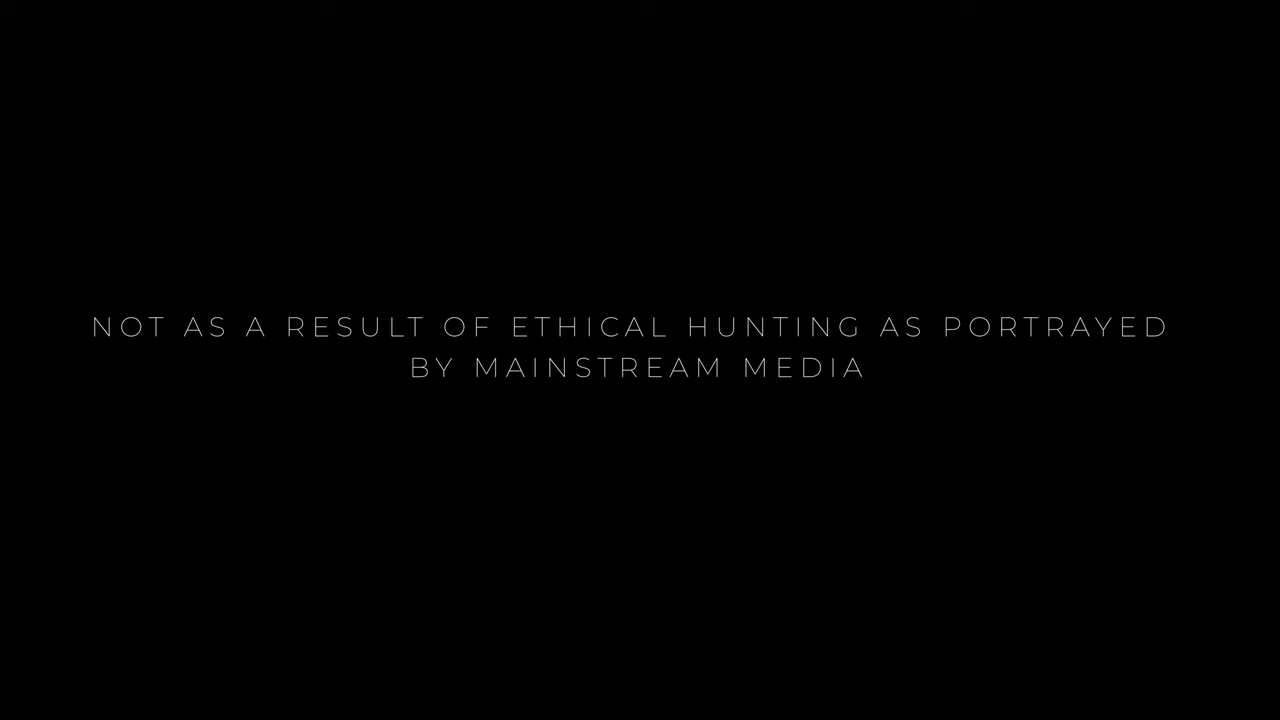 NOT AS A RESULT OF ETHICAL HUNTING AS PORTRAYED
BY MAINSTREAM MEDIA